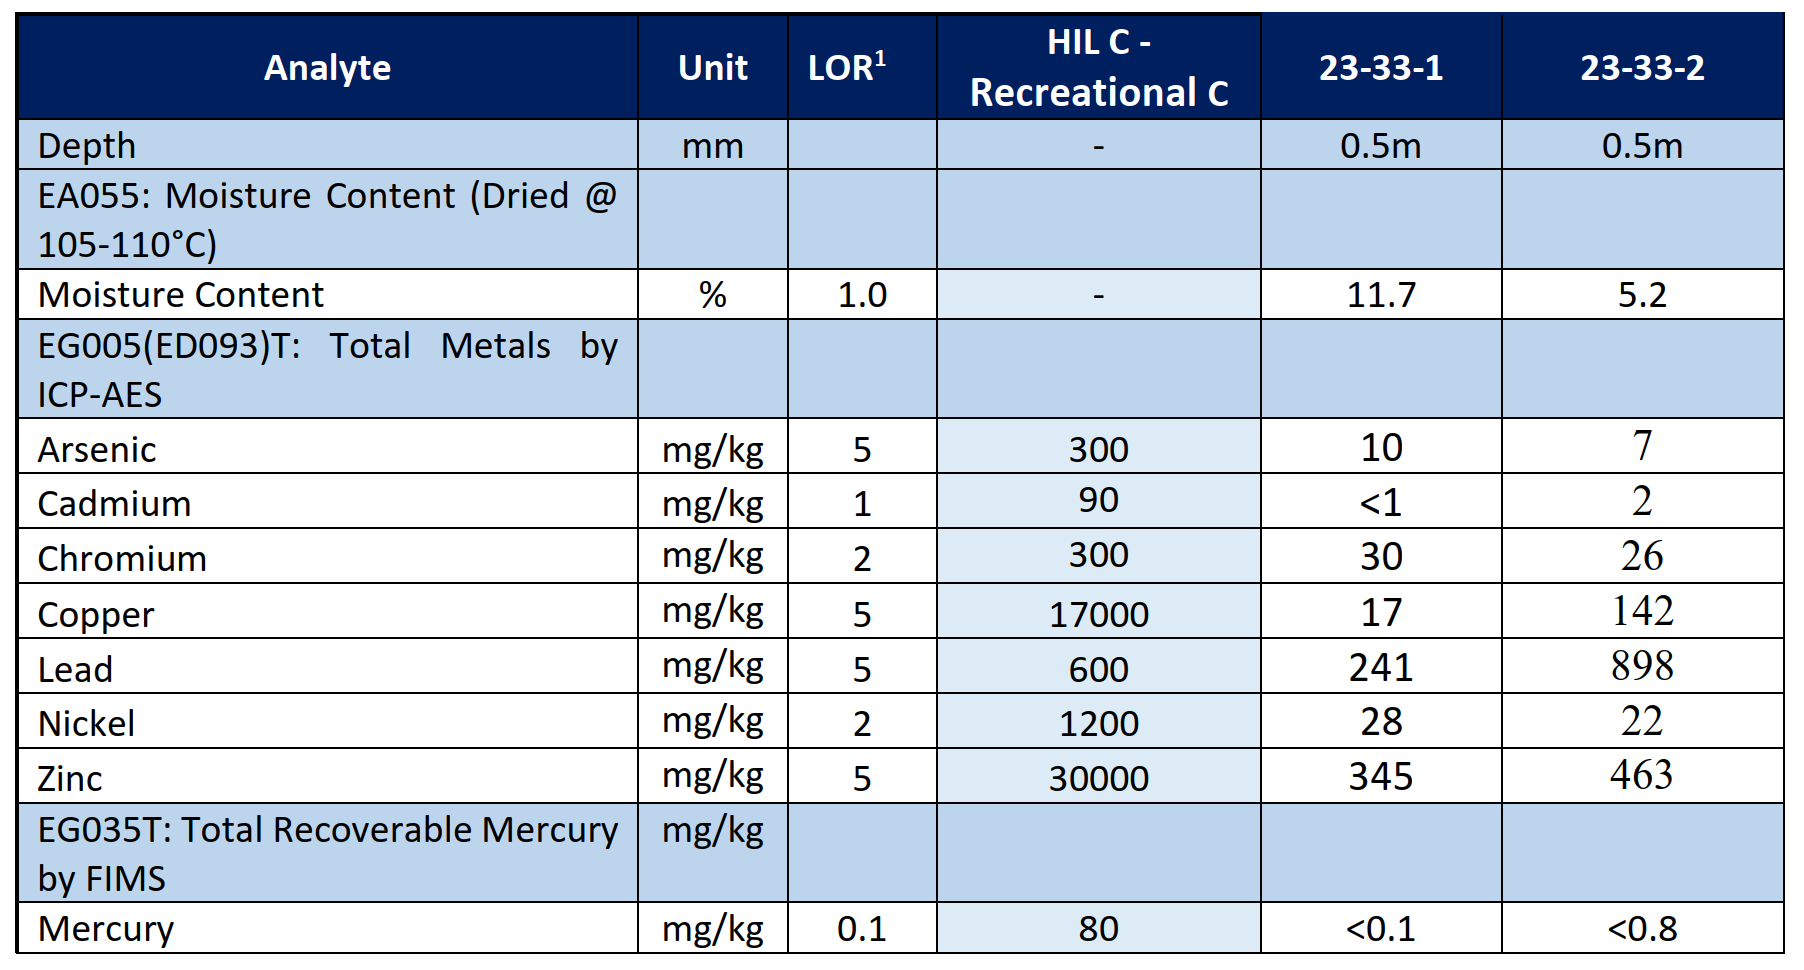 Analyte Unit LOR¹ HIL C - Recreational C 23-33-1 23-33-2
Depth mm - 0.5m 0.5m
EA055: Moisture Content (Dried @
105-110°C)
Moisture Content % 1.0 - 11.7 5.2
EG005(ED093)T: Total Metals by
ICP-AES
Arsenic mg/kg 5 300 10 7
Cadmium mg/kg 1 90 <1 2
Chromium mg/kg 2 300 30 26
Copper mg/kg 5 17000 17 142
Lead mg/kg 5 600 241 898
Nickel mg/kg 2 1200 28 22
Zinc mg/kg 5 30000 345 463
EG035T: Total Recoverable Mercury mg/kg
by FIMS
Mercury mg/kg 0.1 80 <0.1 <0.8